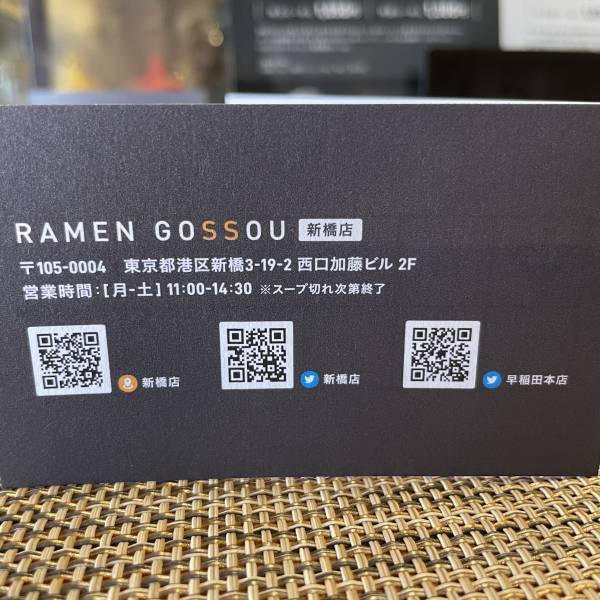 RAMEN GOSSOU 新橋店
〒105-0004 東京都港区新橋3-19-2 西口加藤ビル 2F
営業時間:[月-土] 11:00-14:30 ※スープ切れ次第終了
新橋店 新橋店 早稲田本店